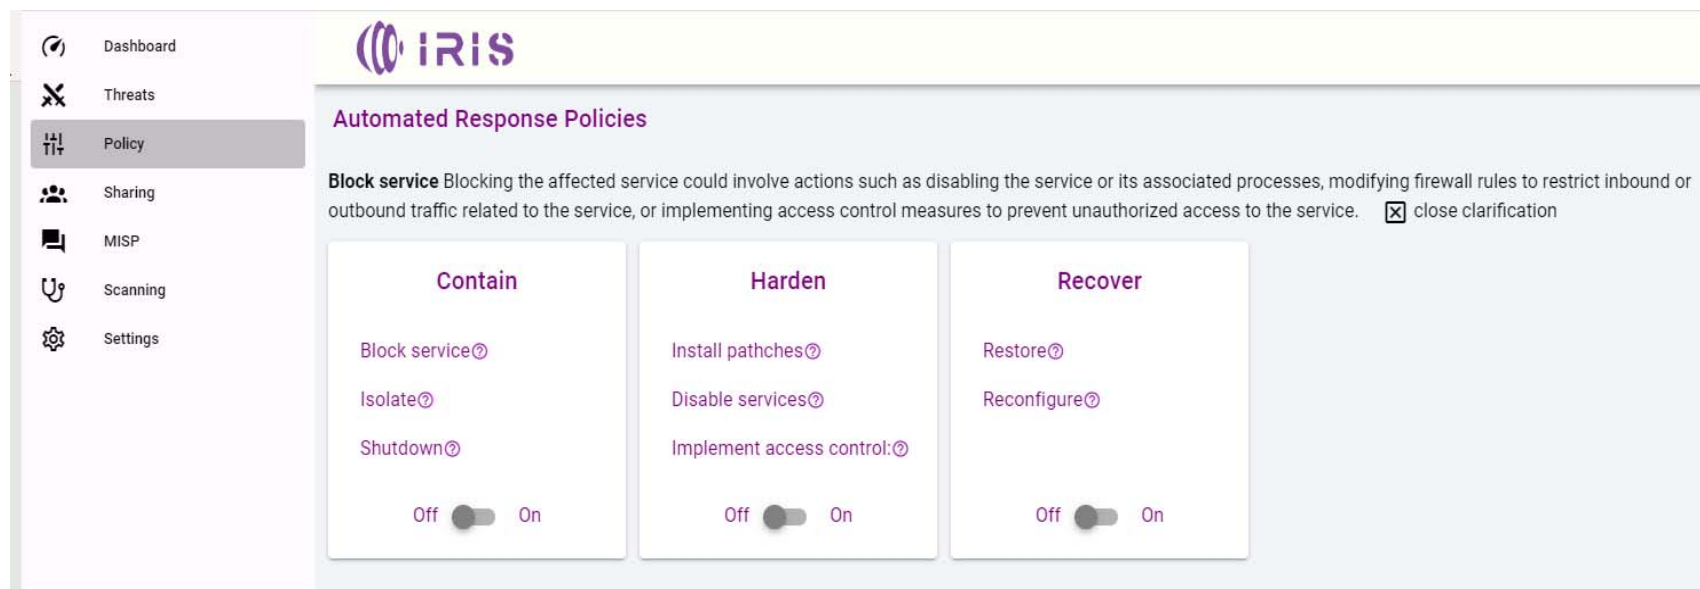 Dashboard
Threats
Policy
Sharing
MISP
Scanning
Settings
IRIS
Automated Response Policies
Block service Blocking the affected service could involve actions such as disabling the service or its associated processes, modifying firewall rules to restrict inbound or
outbound traffic related to the service, or implementing access control measures to prevent unauthorized access to the service. close clarification
Contain
Block service
Isolate
Shutdown
Off On
Harden
Install pathches
Disable services
Implement access control:
Off On
Recover
Restore
Reconfigure
Off On